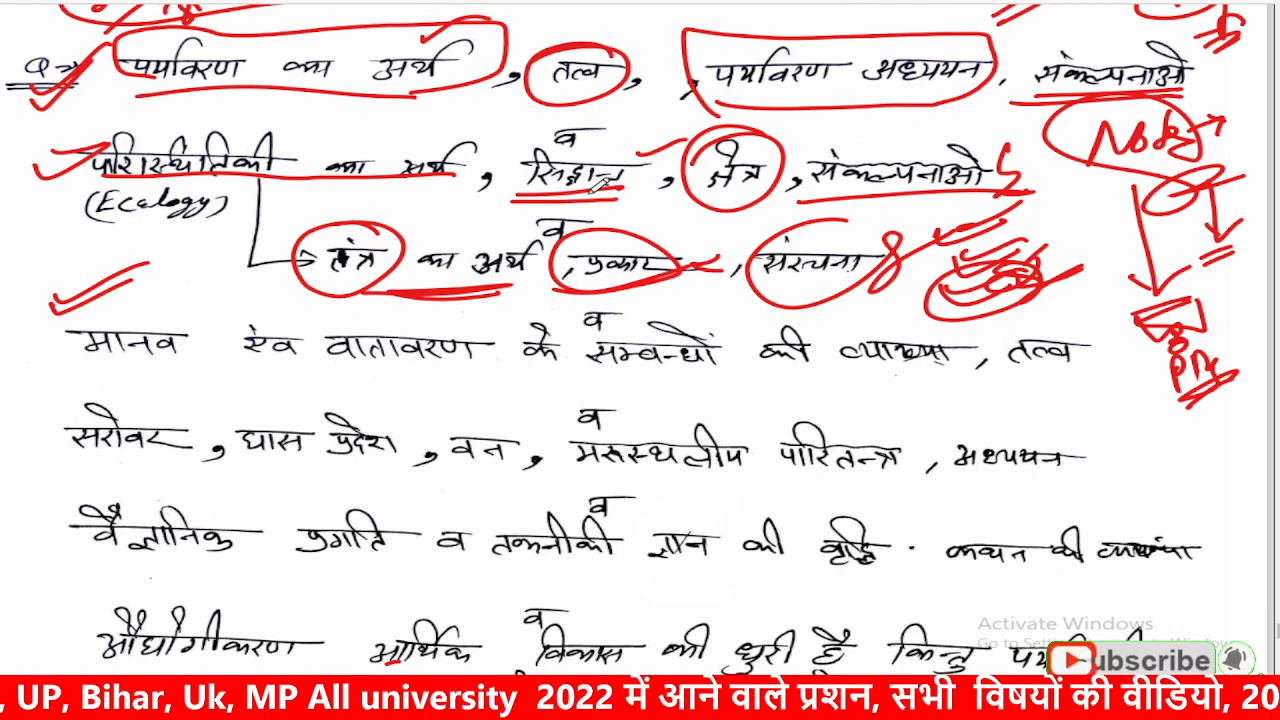 पर्यावरण का अर्थ, तत्व, , पर्यावरण अध्ययन, संकल्पनाओ
परिस्थितिकी का अर्थ, सिद्धान्त व, क्षेत्र, संकल्पनाओ
(Ecology)
तंत्र का अर्थ व, प्रकार, संरचना
मानव एंव वातावरण के व सम्बन्धों की व्याख्या, तत्व
सरोवर, घास प्रदेश, वन, व मरूस्थलीय पारितन्त्र, अध्ययन
वैज्ञानिक प्रगति व तकनीकी व ज्ञान की वृद्धि . कथन की व्याख्या
औद्योगीकरण आर्थिक व विकास की धुरी है किन्तु
Activate Windows
Subscribe
, UP, Bihar, Uk, MP All university 2022 में आने वाले प्रशन, सभी विषयों की वीडियो, 20